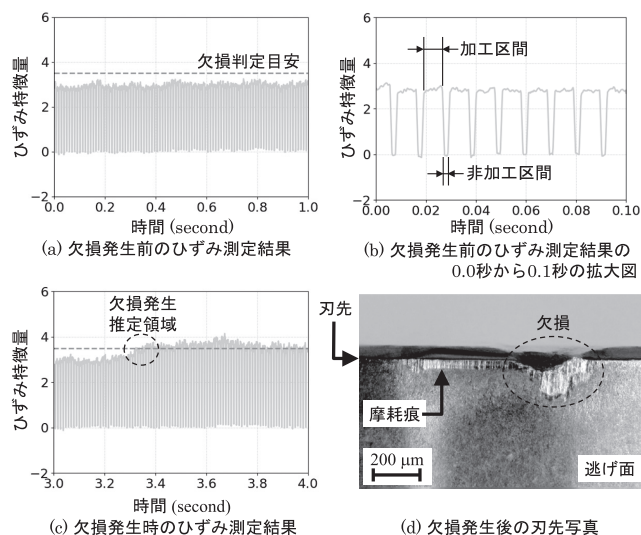 6
4
2
0
−2
0.0 0.2 0.4 0.6 0.8 1.0
ひずみ特徴量
欠損判定目安
時間 (second)
(a) 欠損発生前のひずみ測定結果
6
4
2
0
−2
0.00 0.02 0.04 0.06 0.08 0.10
ひずみ特徴量
加工区間
非加工区間
時間 (second)
(b) 欠損発生前のひずみ測定結果の
0.0秒から0.1秒の拡大図
6
4
2
0
−2
3.0 3.2 3.4 3.6 3.8 4.0
ひずみ特徴量
欠損発生
推定領域
時間 (second)
(c) 欠損発生時のひずみ測定結果
刃先
欠損
摩耗痕
200 μm
逃げ面
(d) 欠損発生後の刃先写真